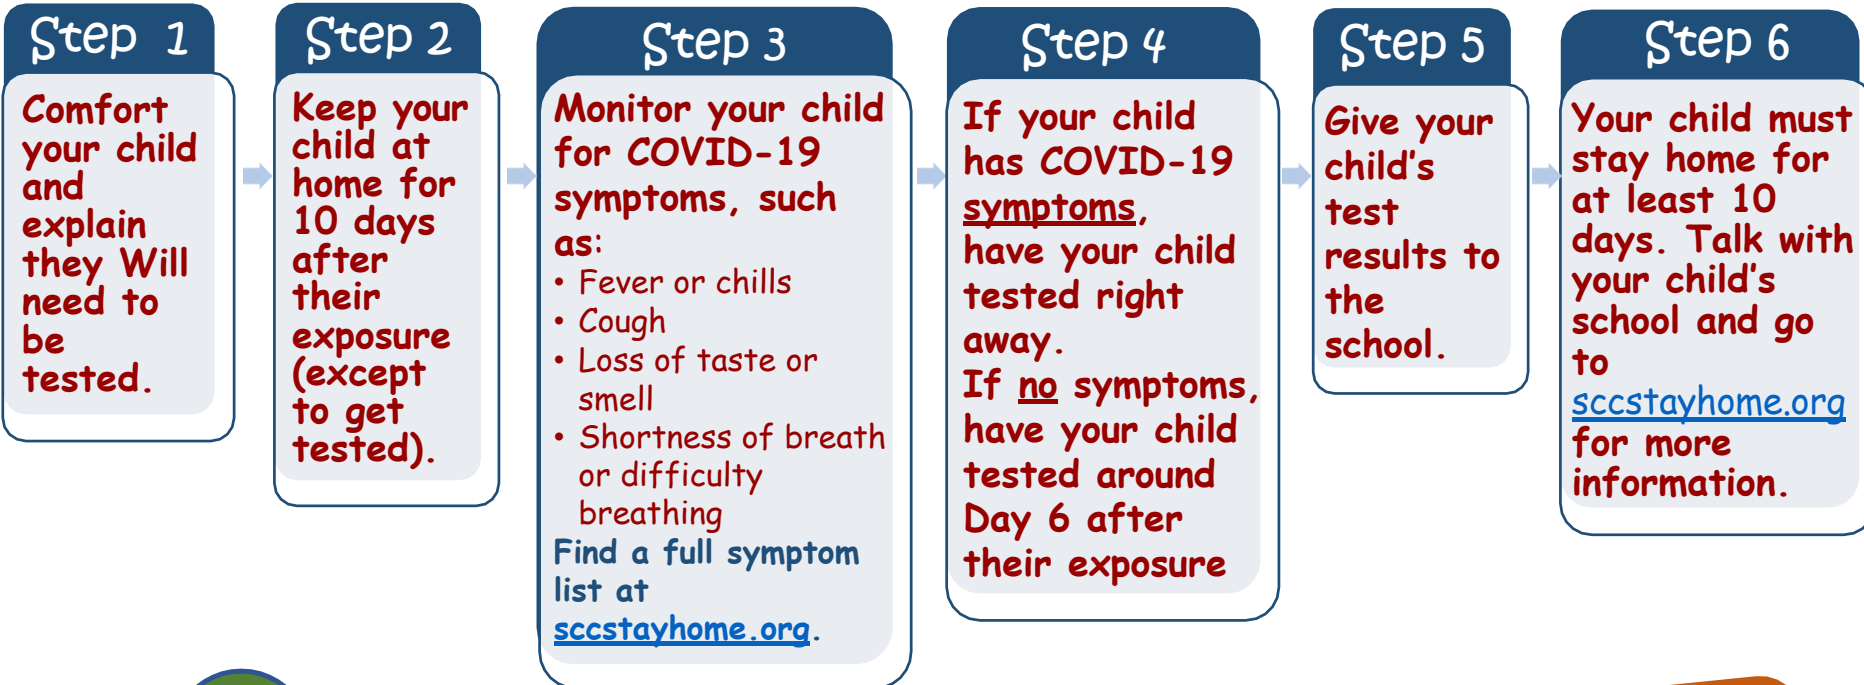 Step 1
Comfort
your child
and
explain
they Will
need to
be
tested.
Step 2
Keep your
child at
home for
10 days
after
their
exposure
(except
to get
tested).
Step 3
Monitor your child
for COVID-19
symptoms, such
as:
• Fever or chills
• Cough
• Loss of taste or
smell
• Shortness of breath
or difficulty
breathing
Find a full symptom
list at
sccstayhome.org.
Step 4
If your child
has COVID-19
symptoms,
have your child
tested right
away.
If no symptoms,
have your child
tested around
Day 6 after
their exposure
Step 5
Give your
child's
test
results to
the
school.
Step 6
Your child must
stay home for
at least 10
days. Talk with
your child's
school and go
to
sccstayhome.org
for more
information.